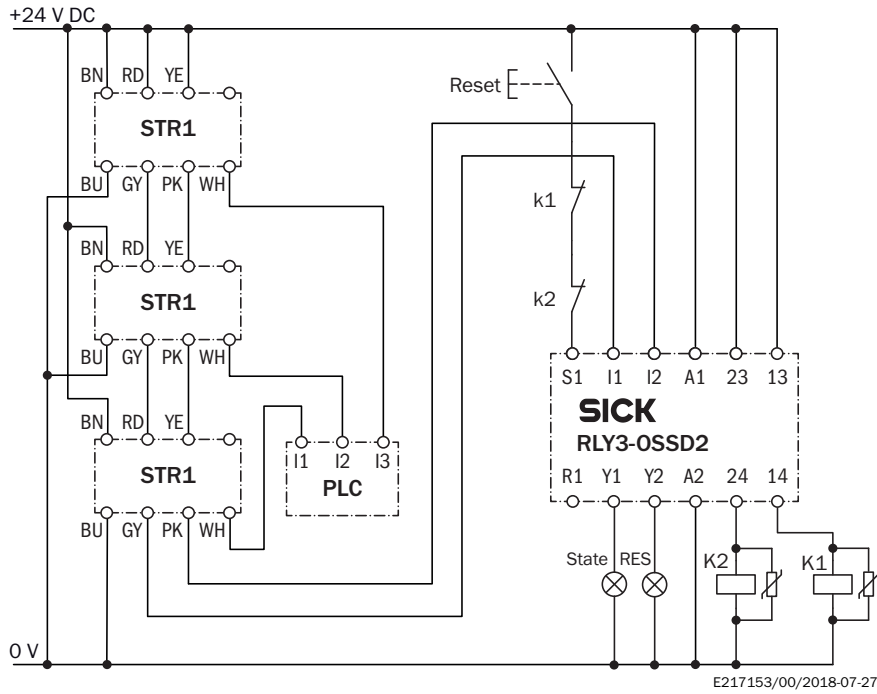 +24 V DC
BN RD YE
STR1
BU GY PK WH
BN RD YE
STR1
BU GY PK WH
BN RD YE
STR1
BU GY PK WH
I1 I2 I3
PLC
Reset
k1
k2
S1 I1 I2 A1 23 13
SICK
RLY3-OSSD2
R1 Y1 Y2 A2 24 14
State RES K2 K1
0 V
E217153/00/2018-07-27